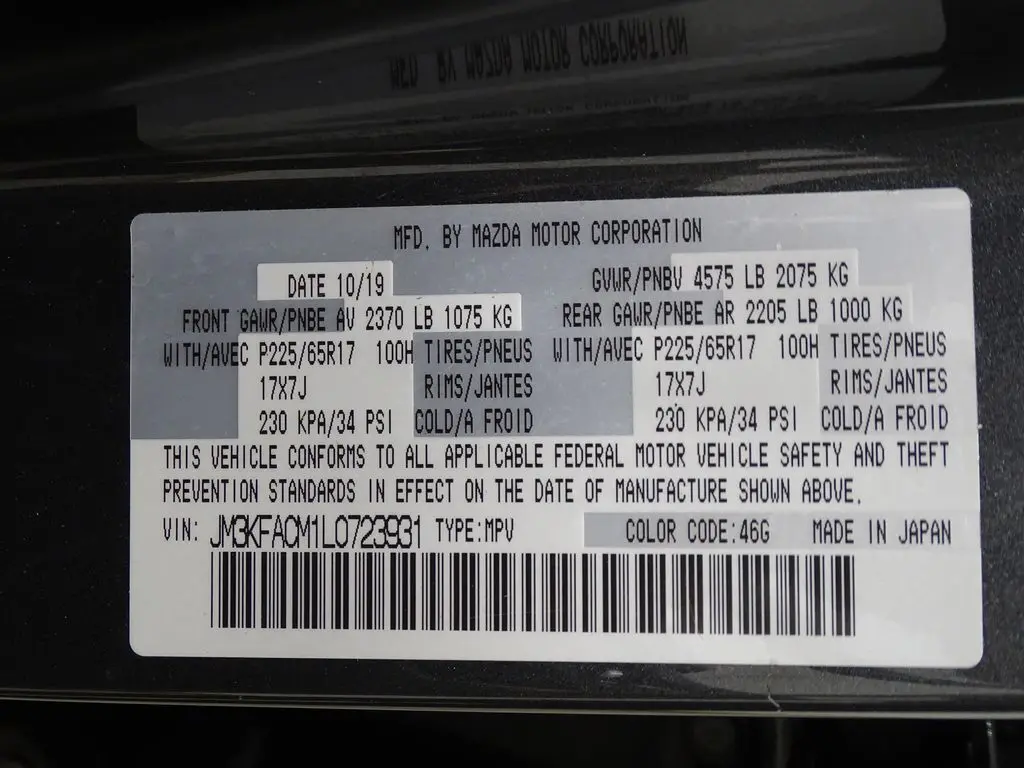 MFD. BY MAZDA MOTOR CORPORATION
DATE 10/19 GVWR/PNBV 4575 LB 2075 KG
FRONT GAWR/PNBE AV 2370 LB 1075 KG REAR GAWR/PNBE AR 2205 LB 1000 KG
WITH/AVEC P225/65R17 100H TIRES/PNEUS WITH/AVEC P225/65R17 100H TIRES/PNEUS
17X7J RIMS/JANTES 17X7J RIMS/JANTES
230 KPA/34 PSI COLD/A FROID 230 KPA/34 PSI COLD/A FROID
THIS VEHICLE CONFORMS TO ALL APPLICABLE FEDERAL MOTOR VEHICLE SAFETY AND THEFT
PREVENTION STANDARDS IN EFFECT ON THE DATE OF MANUFACTURE SHOWN ABOVE.
VIN: JM3KFACM1L0723931 TYPE:MPV COLOR CODE:46G MADE IN JAPAN